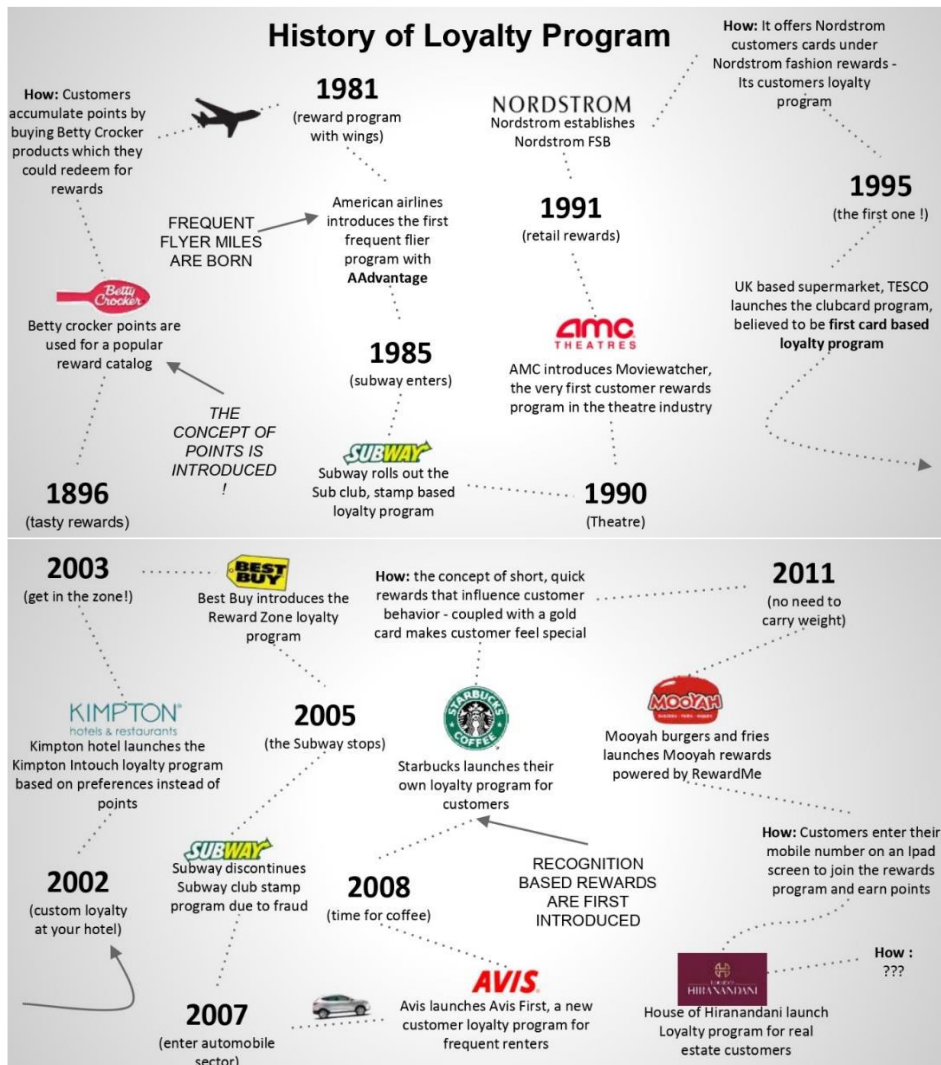 History of Loyalty Program
How: Customers
accumulate points by
buying Betty Crocker
products which they
could redeem for
rewards
1981
(reward program
with wings)
NORDSTROM
Nordstrom establishes
Nordstrom FSB
How: It offers Nordstrom
customers cards under
Nordstrom fashion rewards -
Its customers loyalty
program
FREQUENT
FLYER MILES
ARE BORN
American airlines
introduces the first
frequent flier
program with
AAdvantage
1991
(retail rewards)
1995
(the first one !)
Betty
Crocker
Betty crocker points are
used for a popular
reward catalog
1985
(subway enters)
amc
THEATRES
AMC introduces Moviewatcher,
the very first customer rewards
program in the theatre industry
UK based supermarket, TESCO
launches the clubcard program,
believed to be first card based
loyalty program
THE
CONCEPT OF
POINTS IS
INTRODUCED
!
1896
(tasty rewards)
SUBWAY
Subway rolls out the
Sub club, stamp based
loyalty program
1990
(Theatre)
2003
(get in the zone!)
BEST
BUY
Best Buy introduces the
Reward Zone loyalty
program
How: the concept of short, quick
rewards that influence customer
behavior - coupled with a gold
card makes customer feel special
2011
(no need to
carry weight)
KIMPTON®
hotels & restaurants
Kimpton hotel launches the
Kimpton Intouch loyalty program
based on preferences instead of
points
2005
(the Subway stops)
STARBUCKS
COFFEE
Starbucks launches their
own loyalty program for
customers
MOOYAH
Mooyah burgers and fries
launches Mooyah rewards
powered by RewardMe
2002
(custom loyalty
at your hotel)
SUBWAY
Subway discontinues
Subway club stamp
program due to fraud
2008
(time for coffee)
RECOGNITION
BASED REWARDS
ARE FIRST
INTRODUCED
How: Customers enter their
mobile number on an Ipad
screen to join the rewards
program and earn points
2007
(enter automobile
sector)
AVIS
Avis launches Avis First, a new
customer loyalty program for
frequent renters
HIRANANDANI
House of Hiranandani launch
Loyalty program for real
estate customers
How :
???